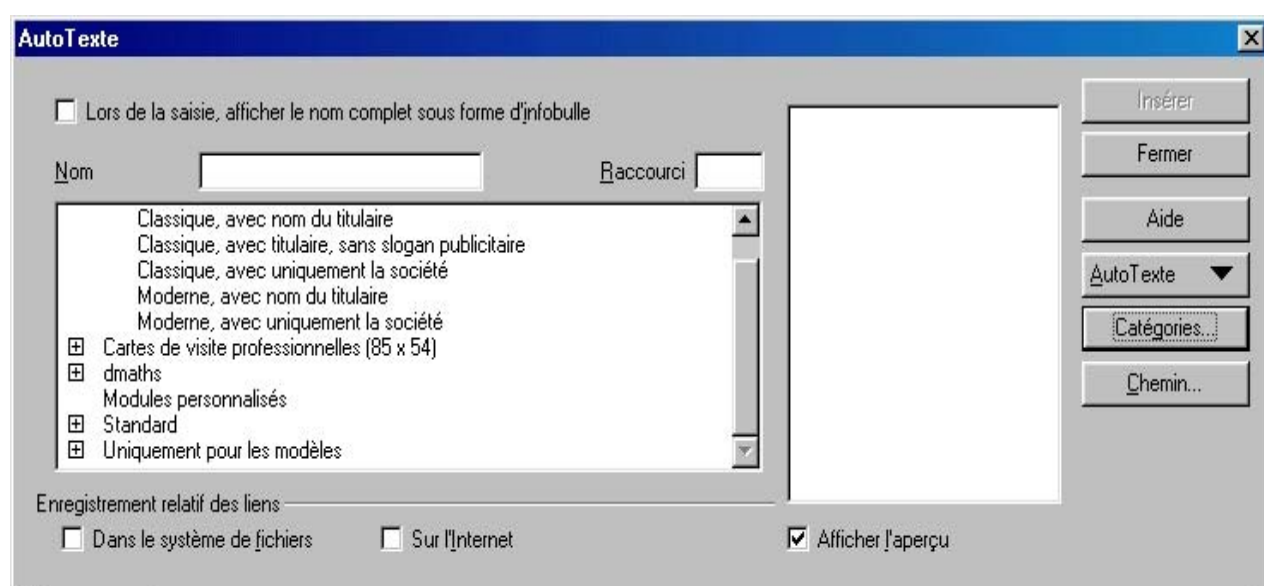 AutoTexte
Lors de la saisie, afficher le nom complet sous forme d'infobulle
Nom
Raccourci
Classique, avec nom du titulaire
Classique, avec titulaire, sans slogan publicitaire
Classique, avec uniquement la société
Moderne, avec nom du titulaire
Moderne, avec uniquement la société
Cartes de visite professionnelles (85 x 54)
dmaths
Modules personnalisés
Standard
Uniquement pour les modèles
Enregistrement relatif des liens
Dans le système de fichiers
Sur l'Internet
Afficher l'aperçu
Insérer
Fermer
Aide
AutoTexte
Catégories...
Chemin...